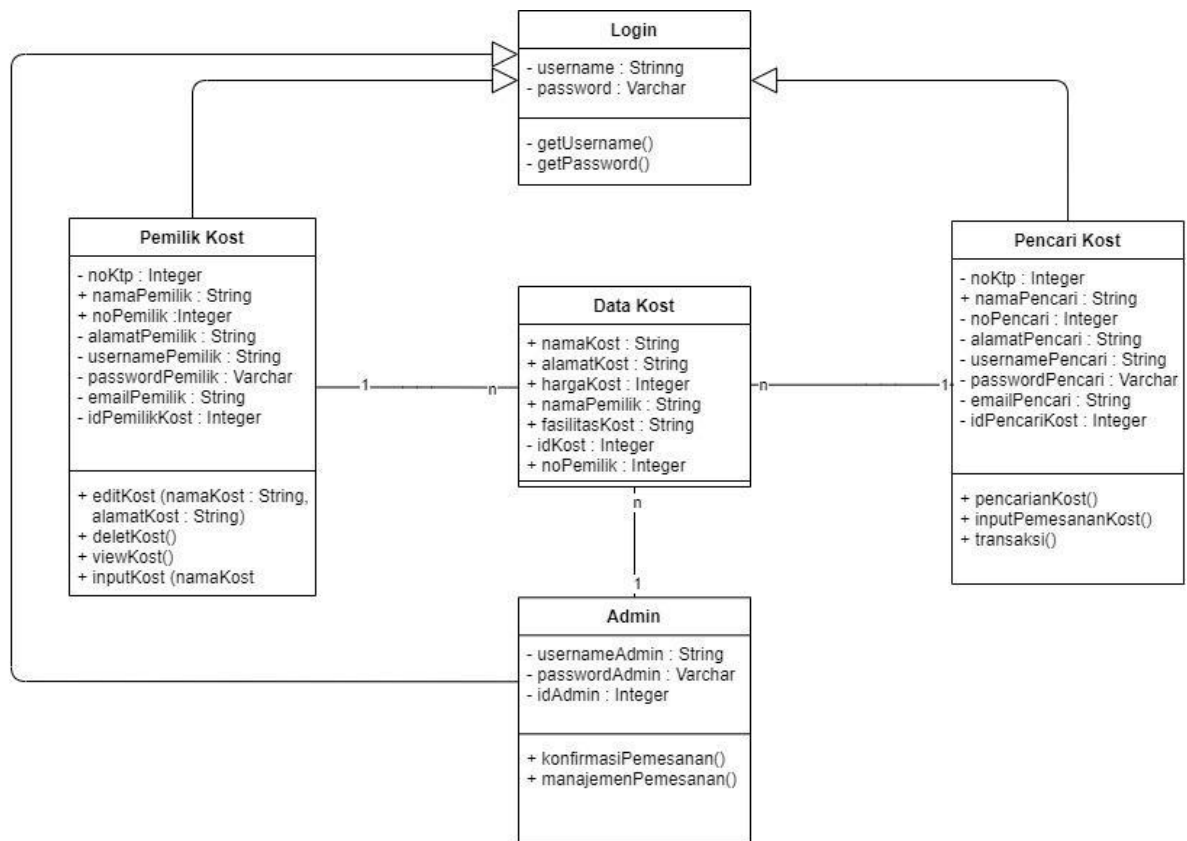 Login
- username : Strinng
- password : Varchar
- getUsername()
- getPassword()
Pemilik Kost
- noKtp : Integer
+ namaPemilik : String
+ noPemilik :Integer
- alamatPemilik : String
- usernamePemilik : String
- passwordPemilik : Varchar
- emailPemilik : String
- idPemilikKost : Integer
+ editKost (namaKost : String,
alamatKost : String)
+ deletKost()
+ viewKost()
+ inputKost (namaKost
1
n
Data Kost
+ namaKost : String
+ alamatKost : String
+ hargaKost : Integer
+ namaPemilik : String
+ fasilitasKost : String
- idKost : Integer
+ noPemilik : Integer
n
1
Pencari Kost
- noKtp : Integer
+ namaPencari : String
- noPencari : Integer
- alamatPencari : String
- usernamePencari : String
- passwordPencari : Varchar
- emailPencari : String
- idPencariKost : Integer
+ pencarianKost()
+ inputPemesananKost()
+ transaksi()
n
1
Admin
- usernameAdmin : String
- passwordAdmin : Varchar
- idAdmin : Integer
+ konfirmasiPemesanan()
+ manajemenPemesanan()